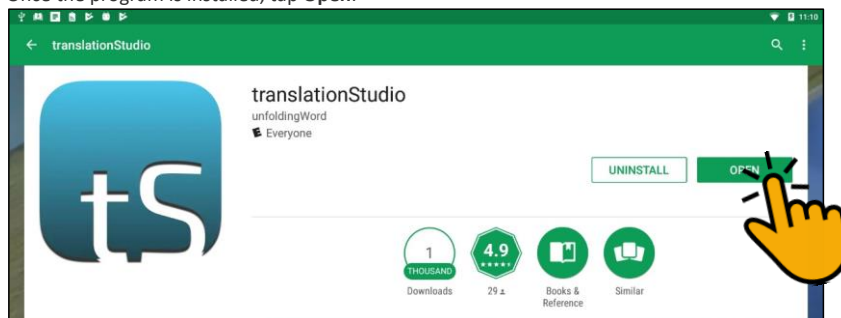 Once the program is installed, tap Open.
11:10
translationStudio
translationStudio
unfoldingWord
E Everyone
UNINSTALL
OPEN
tS
1
THOUSAND
4.9
Downloads
29
Books &
Reference
Similar